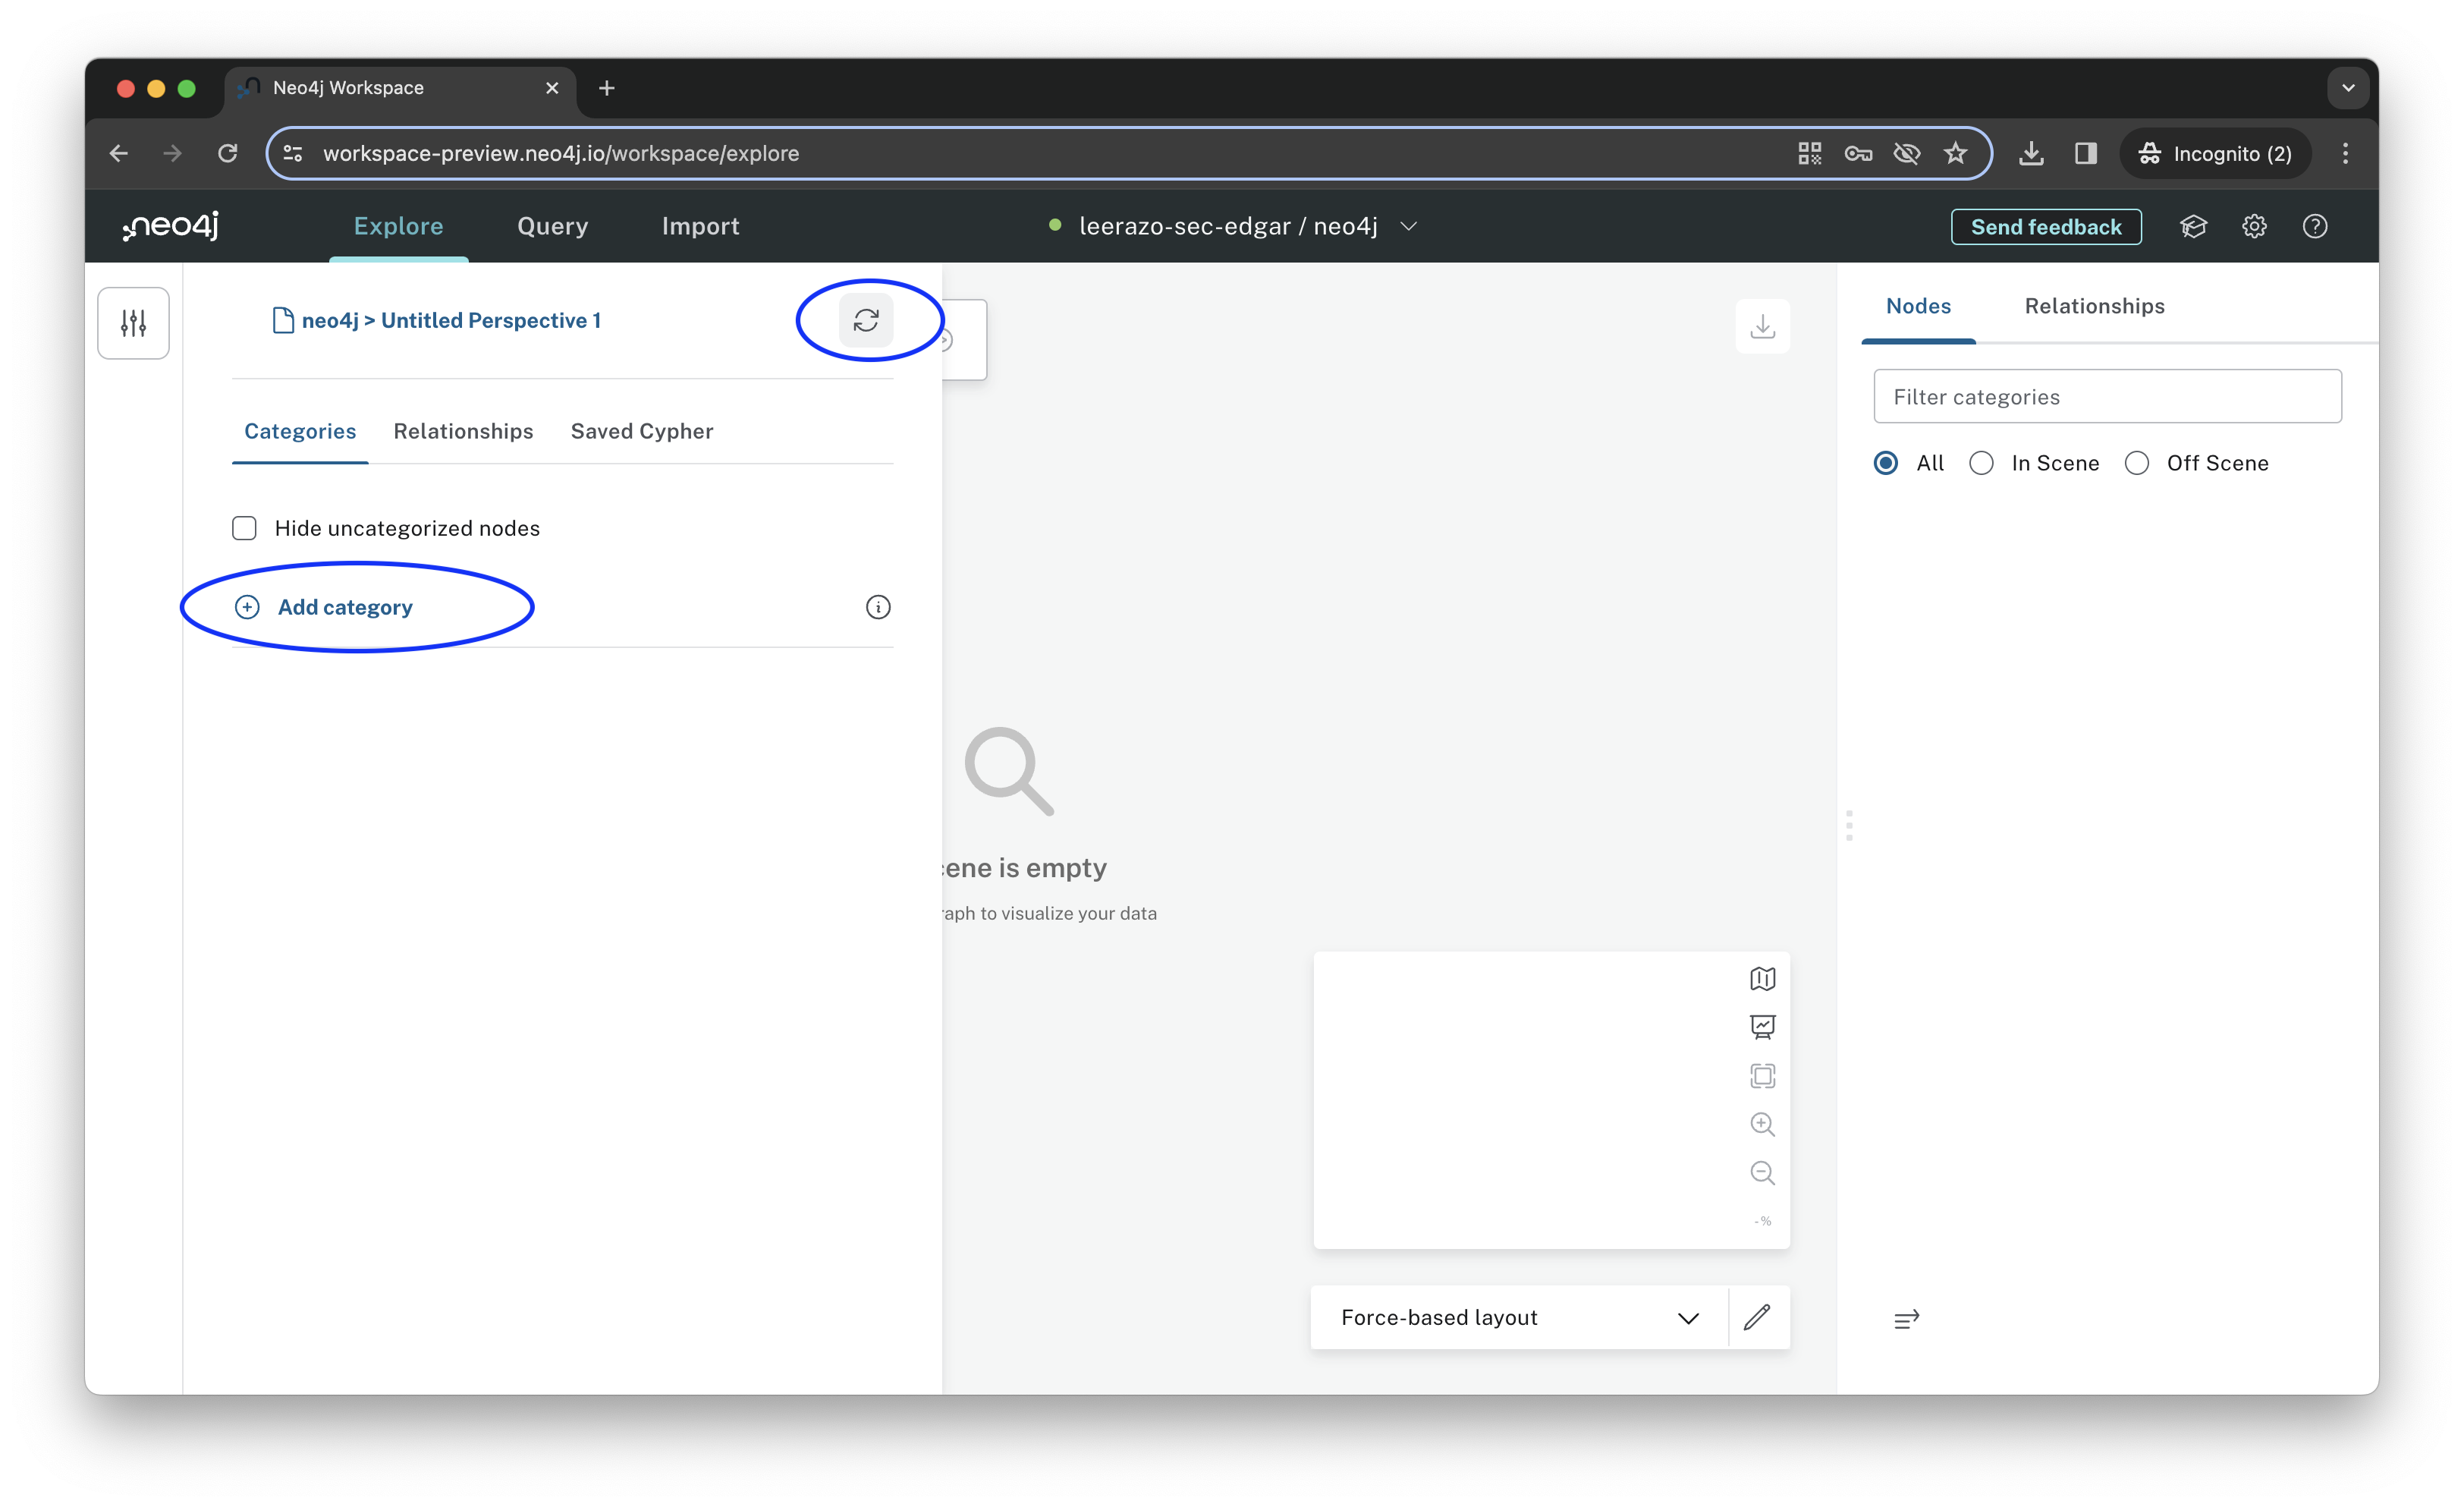 Neo4j Workspace
workspace-preview.neo4j.io/workspace/explore
Incognito (2)
neo4j
Explore
Query
Import
leerazo-sec-edgar / neo4j
Send feedback
neo4j > Untitled Perspective 1
Categories
Relationships
Saved Cypher
Hide uncategorized nodes
Add category
is empty
to visualize your data
- %
Force-based layout
Nodes
Relationships
Filter categories
All
In Scene
Off Scene